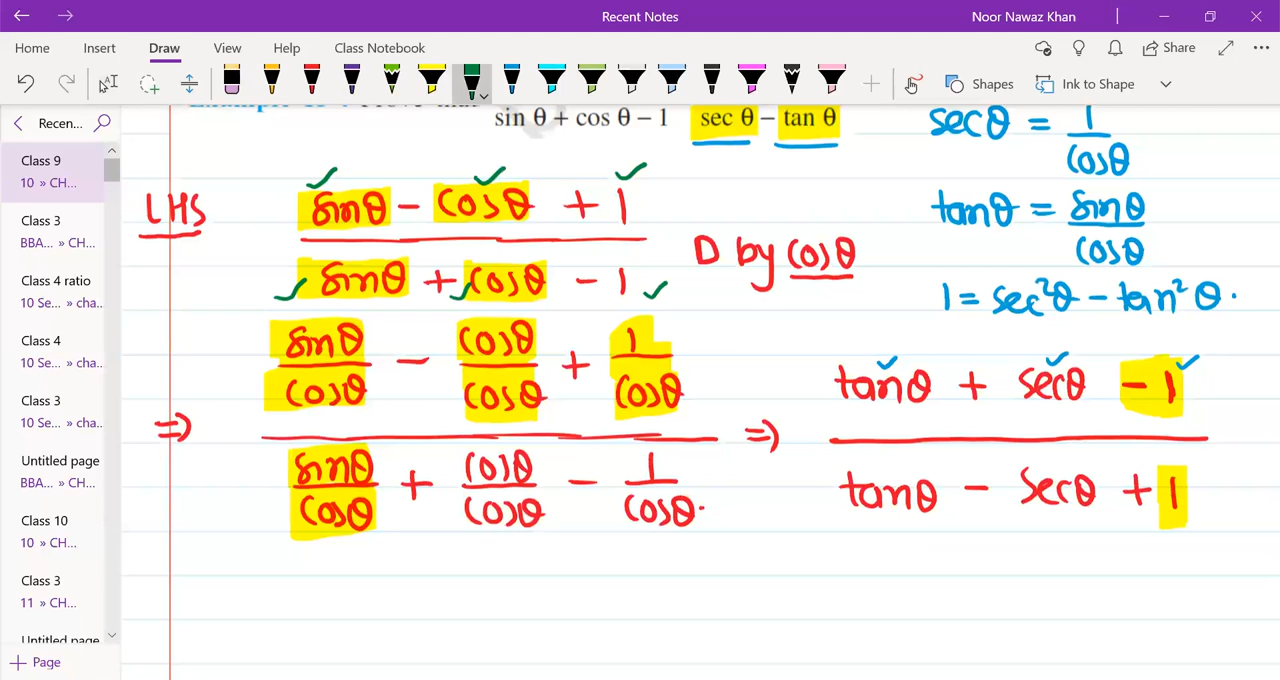 Recent Notes
Noor Nawaz Khan
Home Insert Draw View Help Class Notebook Share
Shapes Ink to Shape
Recen...
Class 9
10 » CH...
Class 3
BBA... » CH...
Class 4 ratio
10 Se... » cha...
Class 4
10 Se... » cha...
Class 3
10 Se... » cha...
Untitled page
BBA... » CH...
Class 10
10 » CH...
Class 3
11 » CH...
Untitled page
+ Page
sin θ + cos θ − 1 sec θ − tan θ
secθ = 1
cosθ
tanθ = sinθ
cosθ
1 = sec²θ − tan²θ.
LHS
sinθ − cosθ + 1
sinθ + cosθ − 1
D by cosθ
sinθ/cosθ − cosθ/cosθ + 1/cosθ
=>
sinθ/cosθ + cosθ/cosθ − 1/cosθ.
=>
tanθ + secθ − 1
tanθ − secθ + 1